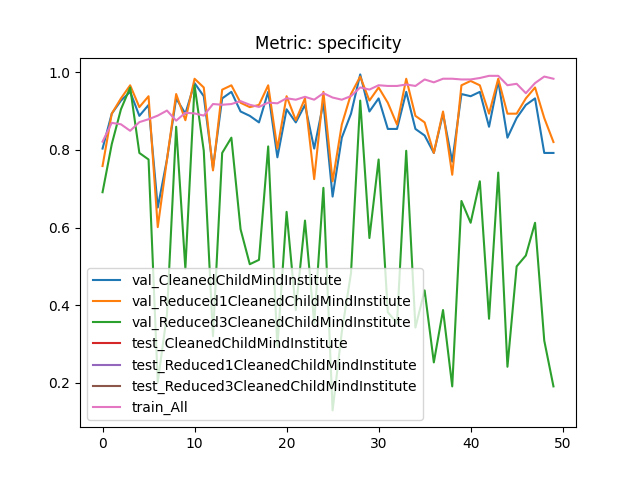 Metric: specificity
1.0
0.8
0.6
0.4
0.2
val_CleanedChildMindInstitute
val_Reduced1CleanedChildMindInstitute
val_Reduced3CleanedChildMindInstitute
test_CleanedChildMindInstitute
test_Reduced1CleanedChildMindInstitute
test_Reduced3CleanedChildMindInstitute
train_All
0 10 20 30 40 50